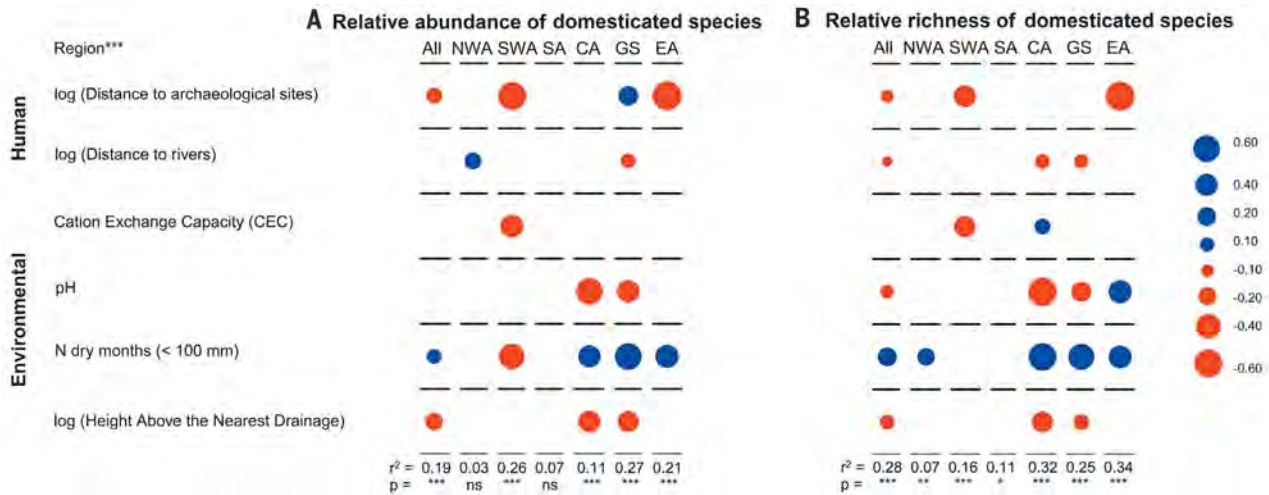 A Relative abundance of domesticated species B Relative richness of domesticated species
Region*** All NWA SWA SA CA GS EA All NWA SWA SA CA GS EA
Human
log (Distance to archaeological sites)
log (Distance to rivers)
Environmental
Cation Exchange Capacity (CEC)
pH
N dry months (< 100 mm)
log (Height Above the Nearest Drainage)
0.60
0.40
0.20
0.10
-0.10
-0.20
-0.40
-0.60
r² = 0.19 0.03 0.26 0.07 0.11 0.27 0.21 r² = 0.28 0.07 0.16 0.11 0.32 0.25 0.34
p = *** ns *** ns *** *** *** p = *** ** *** * *** *** ***